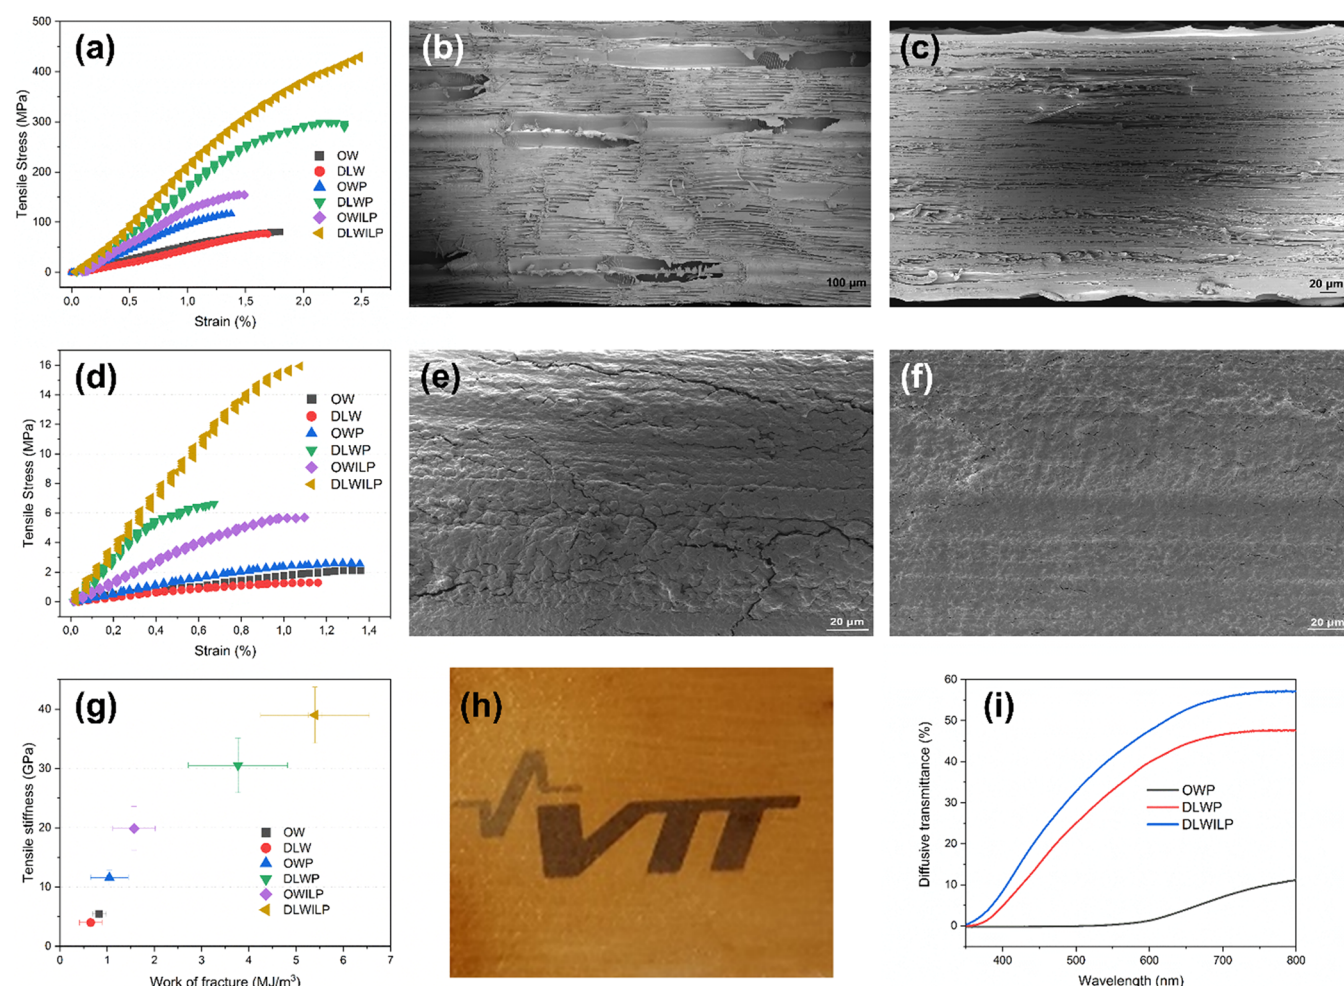 (a)
500
400
300
200
100
0
Tensile Stress (MPa)
OW
DLW
OWP
DLWP
OWILP
DLWILP
0,0 0,5 1,0 1,5 2,0 2,5
Strain (%)
(b)
100 µm
(c)
20 µm
(d)
16
14
12
10
8
6
4
2
0
Tensile Stress (MPa)
OW
DLW
OWP
DLWP
OWILP
DLWILP
0,0 0,2 0,4 0,6 0,8 1,0 1,2 1,4
Strain (%)
(e)
20 µm
(f)
20 µm
(g)
40
30
20
10
0
Tensile stiffness (GPa)
OW
DLW
OWP
DLWP
OWILP
DLWILP
0 1 2 3 4 5 6 7
Work of fracture (MJ/m³)
(h)
VTT
(i)
60
50
40
30
20
10
0
Diffusive transmittance (%)
OWP
DLWP
DLWILP
400 500 600 700 800
Wavelength (nm)